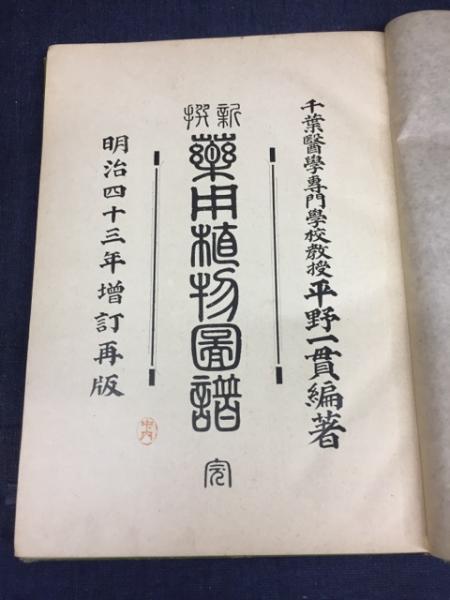 千葉醫學專門學校敎授平野一貫編著
新撰
藥用植物圖譜
完
明治四十三年增訂再版